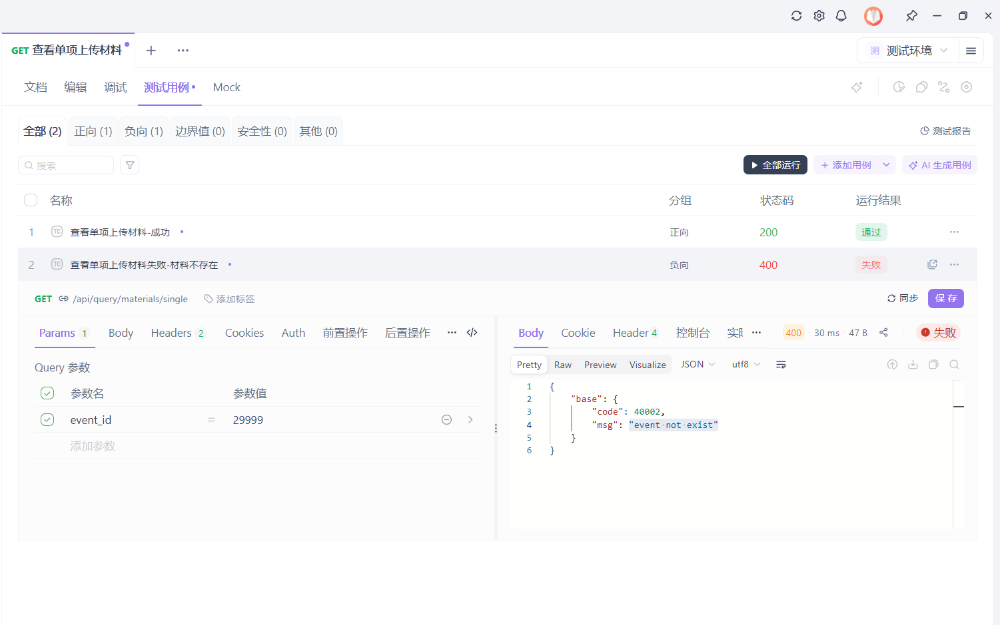 GET 查看单项上传材料
测 测试环境
文档 编辑 调试 测试用例 Mock
全部 (2) 正向 (1) 负向 (1) 边界值 (0) 安全性 (0) 其他 (0) 测试报告
搜索 全部运行 + 添加用例 AI 生成用例
名称 分组 状态码 运行结果
1 TC 查看单项上传材料-成功 正向 200 通过 ···
2 TC 查看单项上传材料失败-材料不存在 负向 400 失败 ···
GET /api/query/materials/single 添加标签 同步 保存
Params 1 Body Headers 2 Cookies Auth 前置操作 后置操作 ··· </>
Body Cookie Header 4 控制台 实际 ··· 400 · 30 ms · 47 B 失败
Pretty Raw Preview Visualize JSON utf8
Query 参数
参数名 参数值
event_id = 29999
添加参数
1 {
2 "base": {
3 "code": 40002,
4 "msg": "event not exist"
5 }
6 }